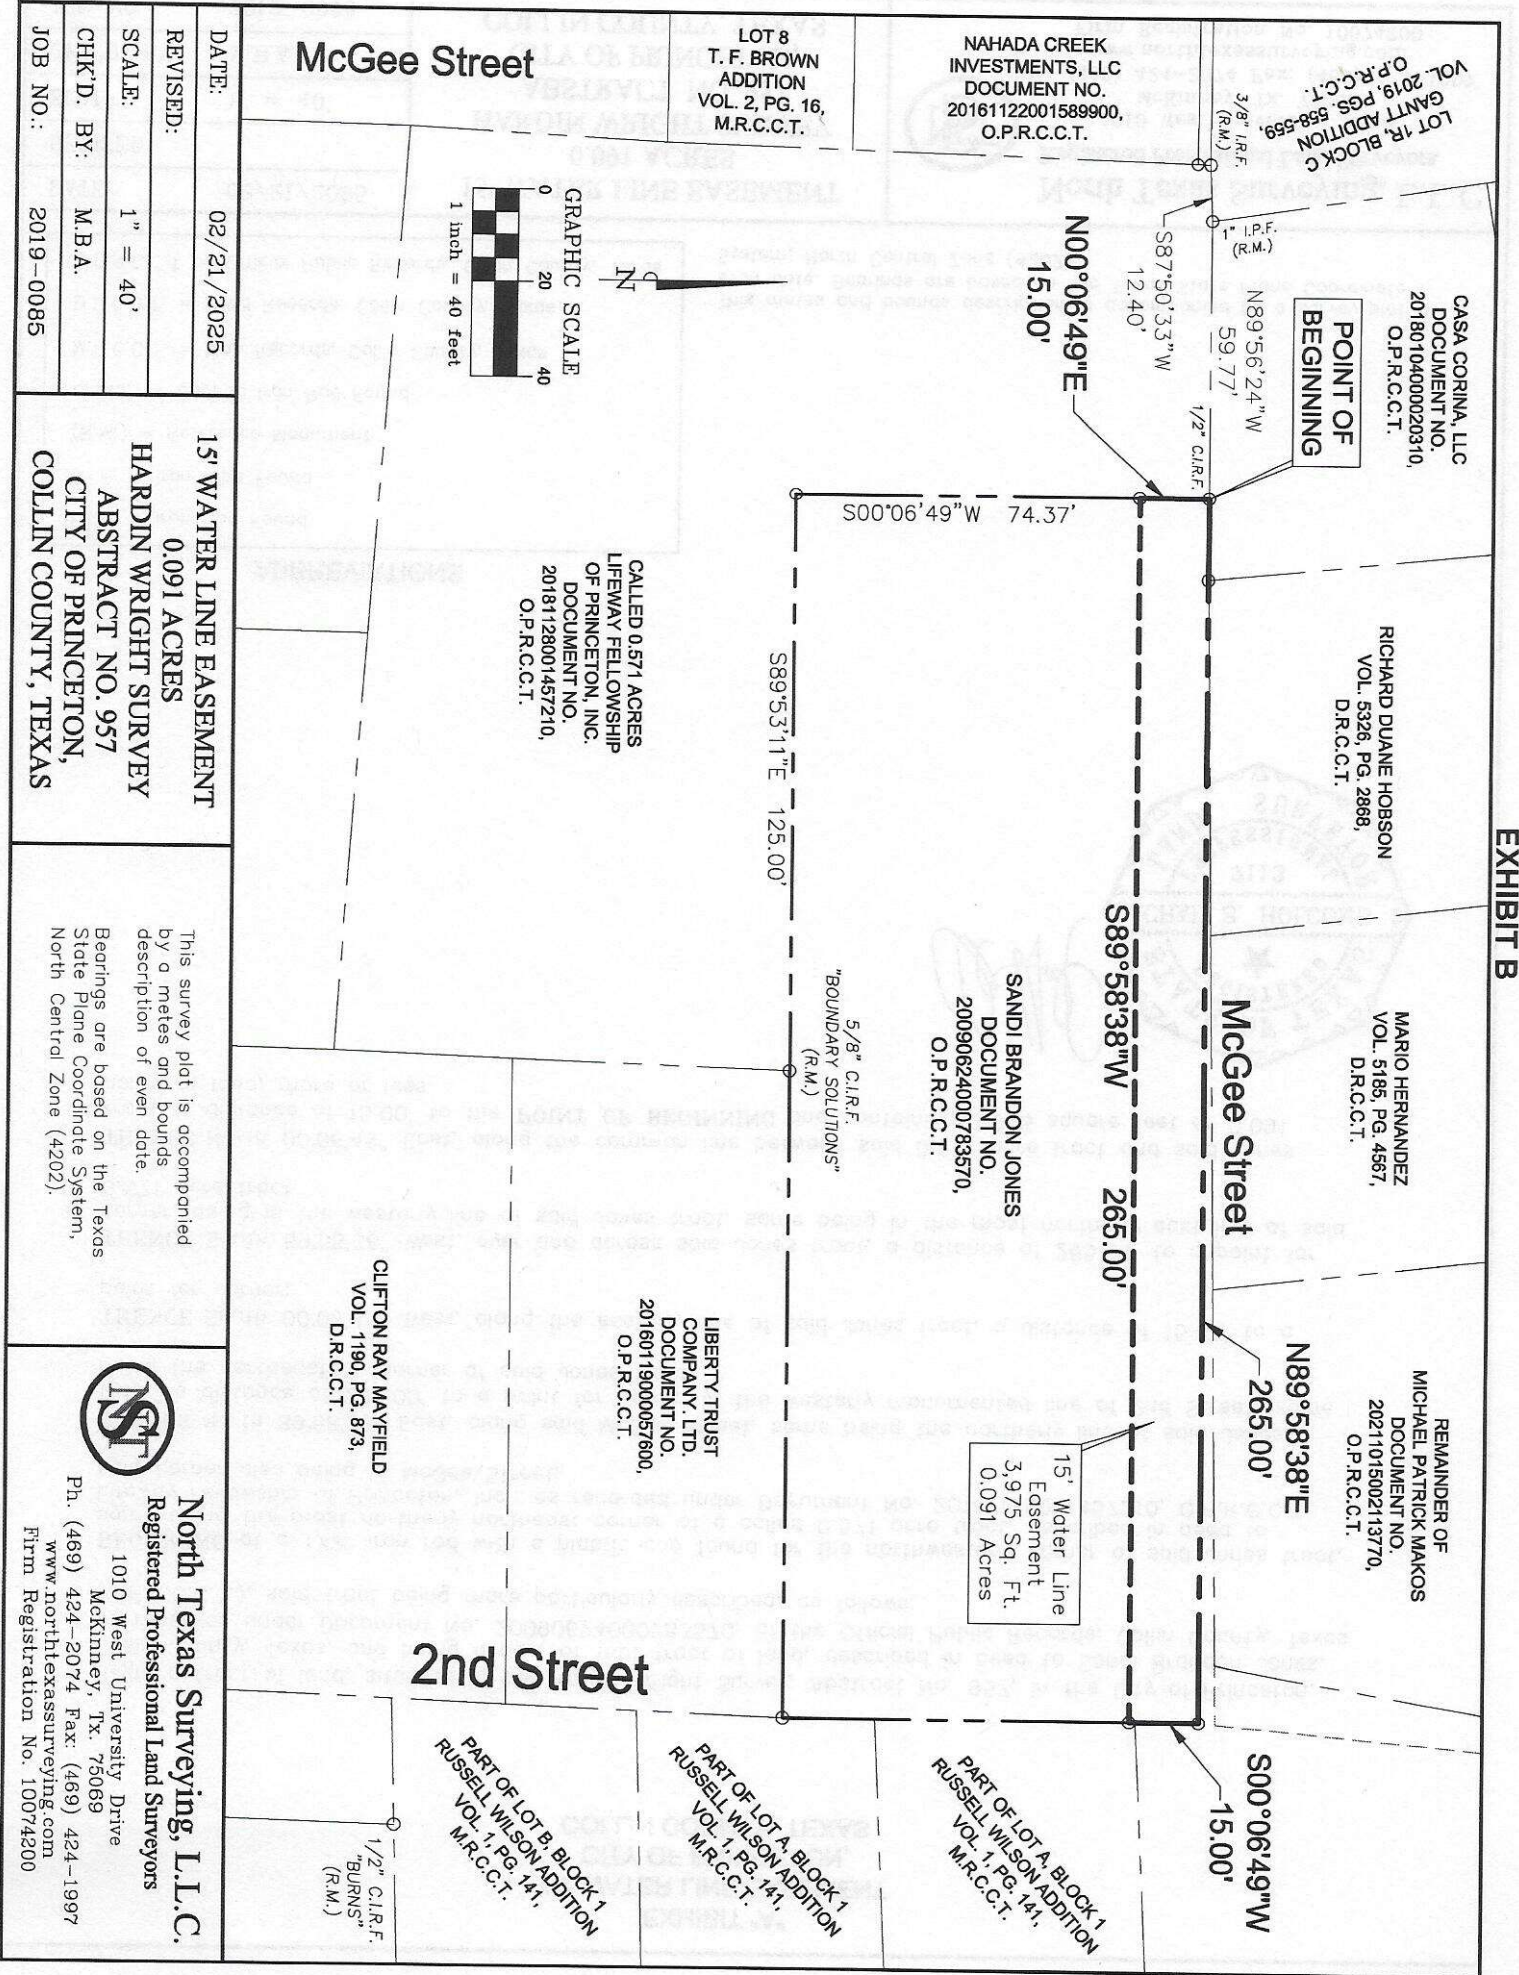 EXHIBIT B
LOT 1R, BLOCK C
GANTT ADDITION
VOL. 2019, PGS. 558-559,
O.P.R.C.C.T.
CASA CORINA, LLC
DOCUMENT NO.
20180104000020310,
O.P.R.C.C.T.
RICHARD DUANE HOBSON
VOL. 5326, PG. 2868,
D.R.C.C.T.
MARIO HERNANDEZ
VOL. 5185, PG. 4567,
D.R.C.C.T.
REMAINDER OF
MICHAEL PATRICK MAKOS
DOCUMENT NO.
20211015002113770,
O.P.R.C.C.T.
3/8" I.R.F.
(R.M.)
1" I.P.F.
(R.M.)
N89°56'24"W
59.77'
S87°50'33"W
12.40'
POINT OF
BEGINNING
1/2" C.I.R.F.
McGee Street
N89°58'38"E
265.00'
S00°06'49"W
15.00'
N00°06'49"E
15.00'
S89°58'38"W 265.00'
15' Water Line
Easement
3,975 Sq. Ft.
0.091 Acres
NAHADA CREEK
INVESTMENTS, LLC
DOCUMENT NO.
20161122001589900,
O.P.R.C.C.T.
LOT 8
T. F. BROWN
ADDITION
VOL. 2, PG. 16,
M.R.C.C.T.
McGee Street
N
GRAPHIC SCALE
0 20 40
1 inch = 40 feet
S00°06'49"W 74.37'
S89°53'11"E 125.00'
SANDI BRANDON JONES
DOCUMENT NO.
20090624000783570,
O.P.R.C.C.T.
5/8" C.I.R.F.
"BOUNDARY SOLUTIONS"
(R.M.)
CALLED 0.571 ACRES
LIFEWAY FELLOWSHIP
OF PRINCETON, INC.
DOCUMENT NO.
20181128001457210,
O.P.R.C.C.T.
LIBERTY TRUST
COMPANY. LTD.
DOCUMENT NO.
20160119000057600,
O.P.R.C.C.T.
CLIFTON RAY MAYFIELD
VOL. 1190, PG. 873,
D.R.C.C.T.
2nd Street
PART OF LOT A, BLOCK 1
RUSSELL WILSON ADDITION
VOL. 1, PG. 141,
M.R.C.C.T.
PART OF LOT A, BLOCK 1
RUSSELL WILSON ADDITION
VOL. 1, PG. 141,
M.R.C.C.T
PART OF LOT B, BLOCK 1
RUSSELL WILSON ADDITION
VOL. 1, PG. 141,
M.R.C.C.T.
1/2" C.I.R.F.
"BURNS"
(R.M.)
DATE: 02/21/2025
REVISED:
SCALE: 1" = 40'
CHK'D. BY: M.B.A.
JOB NO.: 2019-0085
15' WATER LINE EASEMENT
0.091 ACRES
HARDIN WRIGHT SURVEY
ABSTRACT NO. 957
CITY OF PRINCETON,
COLLIN COUNTY, TEXAS
This survey plat is accompanied
by a metes and bounds
description of even date.
Bearings are based on the Texas
State Plane Coordinate System,
North Central Zone (4202).
NST
North Texas Surveying, L.L.C.
Registered Professional Land Surveyors
1010 West University Drive
McKinney, Tx. 75069
Ph. (469) 424-2074 Fax: (469) 424-1997
www.northtexassurveying.com
Firm Registration No. 10074200